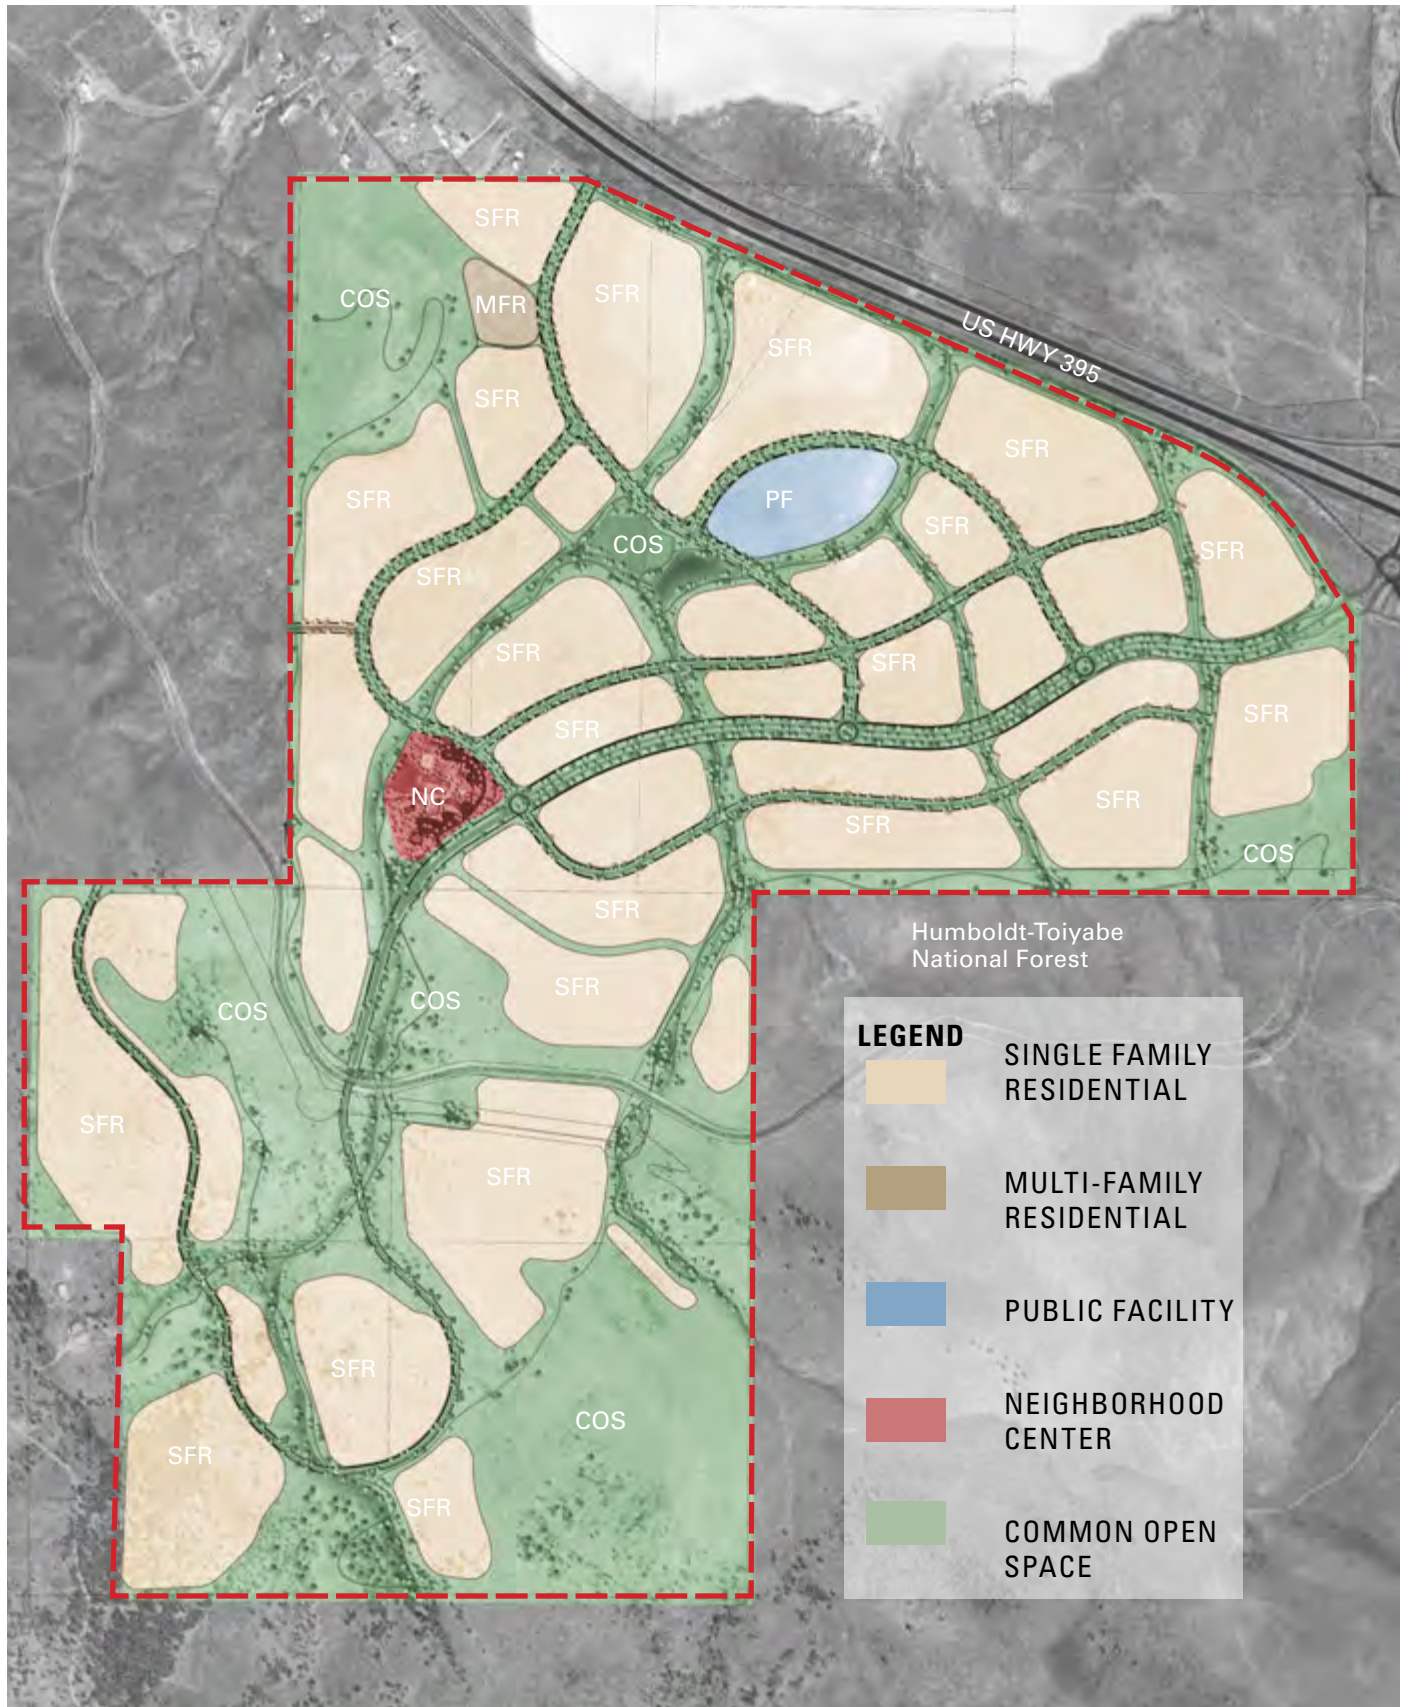 SFR
COS
MFR
SFR
US HWY 395
SFR
SFR
SFR
SFR
PF
SFR
COS
SFR
SFR
SFR
SFR
SFR
SFR
SFR
NC
SFR
SFR
COS
SFR
Humboldt-Toiyabe
National Forest
SFR
COS
COS
SFR
SFR
SFR
COS
SFR
SFR
LEGEND
SINGLE FAMILY
RESIDENTIAL
MULTI-FAMILY
RESIDENTIAL
PUBLIC FACILITY
NEIGHBORHOOD
CENTER
COMMON OPEN
SPACE